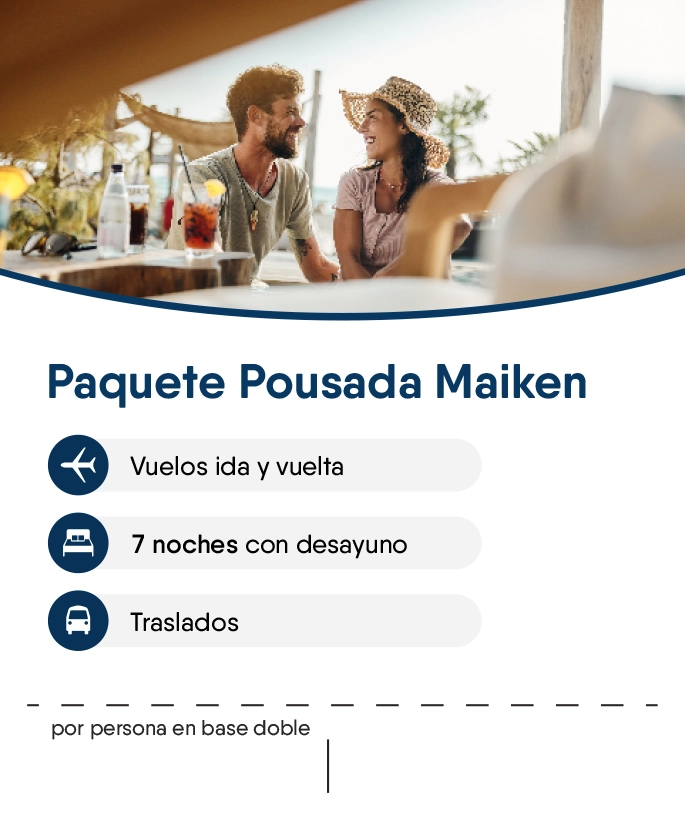 Paquete Pousada Maiken
Vuelos ida y vuelta
7 noches con desayuno
Traslados
por persona en base doble